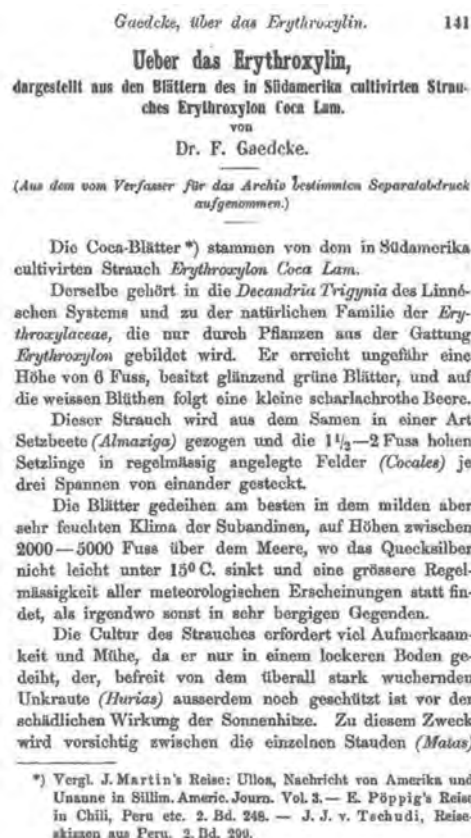 Gaedcke, über das Erythroxylin. 141
Ueber das Erythroxylin,
dargestellt aus den Blättern des in Südamerika cultivirten Strau-
ches Erythroxylon Coca Lam.
von
Dr. F. Gaedcke.
(Aus dem vom Verfasser für das Archiv bestimmten Separatabdruck
aufgenommen.)
Die Coca-Blätter *) stammen von dem in Südamerika
cultivirten Strauch Erythroxylon Coca Lam.
Derselbe gehört in die Decandria Trigynia des Linné-
schen Systems und zu der natürlichen Familie der Ery-
throxylaceae, die nur durch Pflanzen aus der Gattung
Erythroxylon gebildet wird. Er erreicht ungefähr eine
Höhe von 6 Fuss, besitzt glänzend grüne Blätter, und auf
die weissen Blüthen folgt eine kleine scharlachrothe Beere.
Dieser Strauch wird aus dem Samen in einer Art
Setzbeete (Almaziga) gezogen und die 1½—2 Fuss hohen
Setzlinge in regelmässig angelegte Felder (Cocales) je
drei Spannen von einander gesteckt.
Die Blätter gedeihen am besten in dem milden aber
sehr feuchten Klima der Subandinen, auf Höhen zwischen
2000—5000 Fuss über dem Meere, wo das Quecksilber
nicht leicht unter 15⁰ C. sinkt und eine grössere Regel-
mässigkeit aller meteorologischen Erscheinungen statt fin-
det, als irgendwo sonst in sehr bergigen Gegenden.
Die Cultur des Strauches erfordert viel Aufmerksam-
keit und Mühe, da er nur in einem lockeren Boden ge-
deiht, der, befreit von dem überall stark wuchernden
Unkraute (Hurias) ausserdem noch geschützt ist vor der
schädlichen Wirkung der Sonnenhitze. Zu diesem Zweck
wird vorsichtig zwischen die einzelnen Stauden (Matas)
*) Vergl. J. Martin's Reise: Ulloa, Nachricht von Amerika und
Unanue in Sillim. Americ. Journ. Vol. 3. — E. Pöppig's Reise
in Chili, Peru etc. 2. Bd. 248. — J. J. v. Tschudi, Reise-
skizzen aus Peru. 2. Bd. 299.